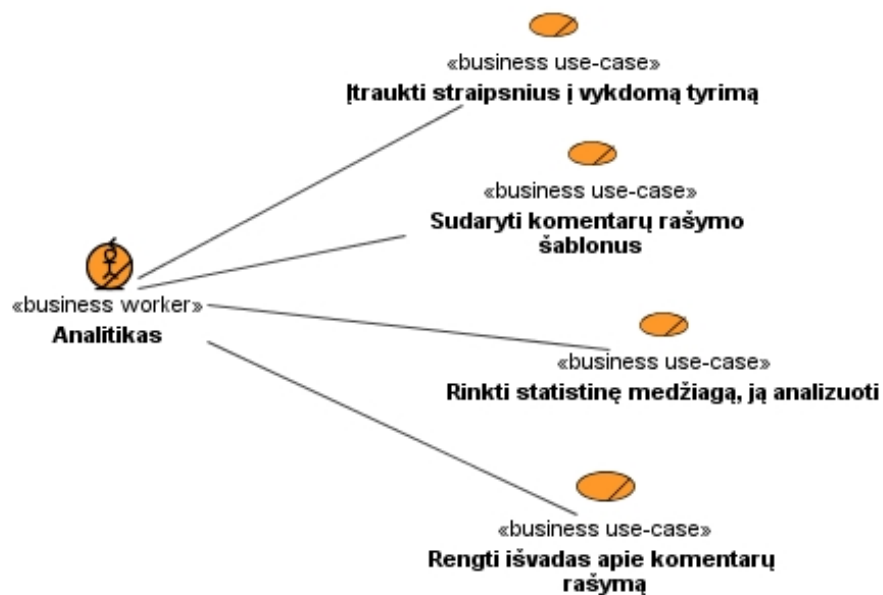 «business use-case»
Įtraukti straipsnius į vykdomą tyrimą
«business use-case»
Sudaryti komentarų rašymo
šablonus
«business worker»
Analitikas
«business use-case»
Rinkti statistinę medžiagą, ją analizuoti
«business use-case»
Rengti išvadas apie komentarų
rašymą